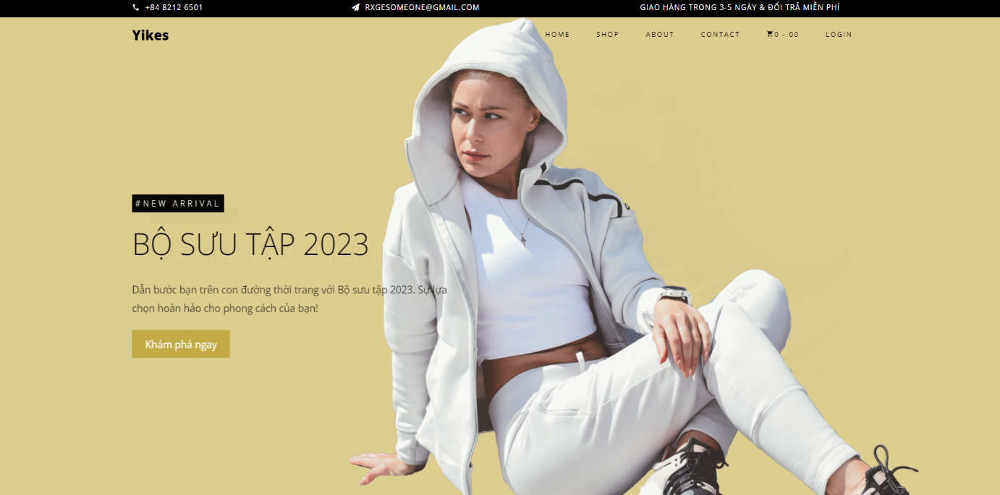 +84 8212 6501
RXGESOMEONE@GMAIL.COM
GIAO HÀNG TRONG 3-5 NGÀY & ĐỔI TRẢ MIỄN PHÍ
Yikes
HOME
SHOP
ABOUT
CONTACT
0 - 00
LOGIN
#NEW ARRIVAL
BỘ SƯU TẬP 2023
Dẫn bước bạn trên con đường thời trang với Bộ sưu tập 2023. Sự lựa
chọn hoàn hảo cho phong cách của bạn!
Khám phá ngay